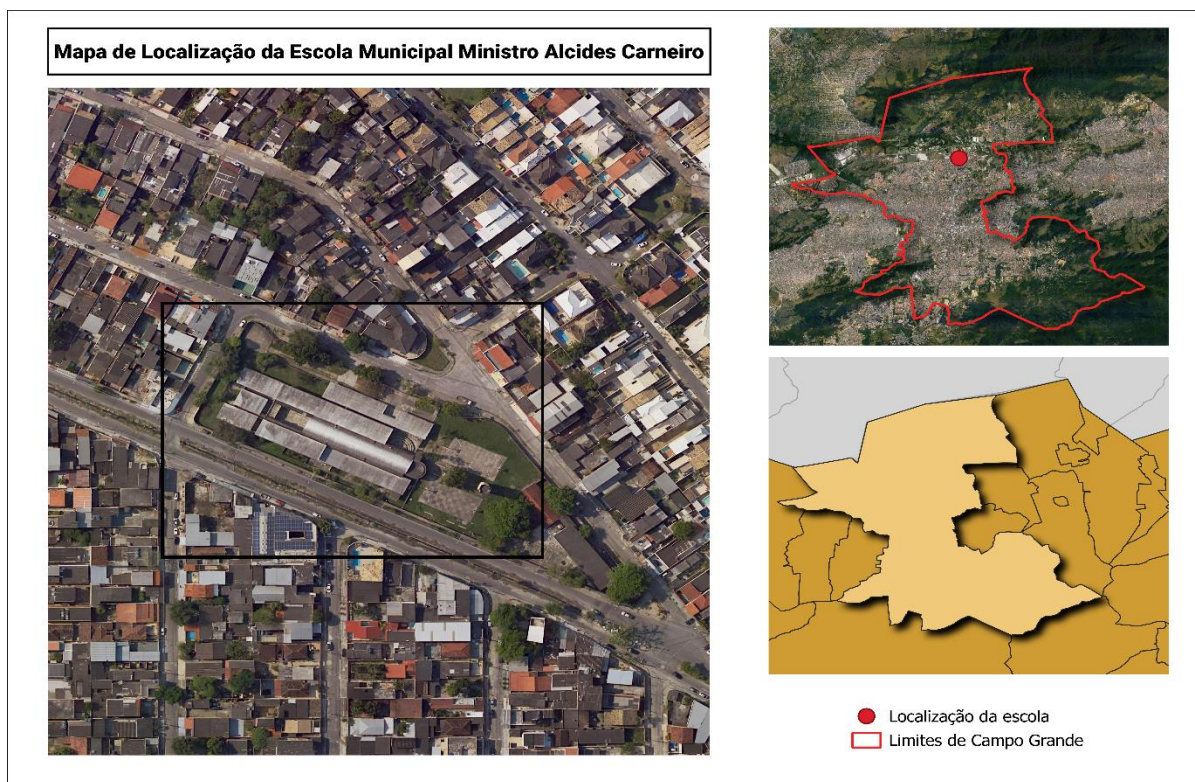 Mapa de Localização da Escola Municipal Ministro Alcides Carneiro
Localização da escola
Limites de Campo Grande